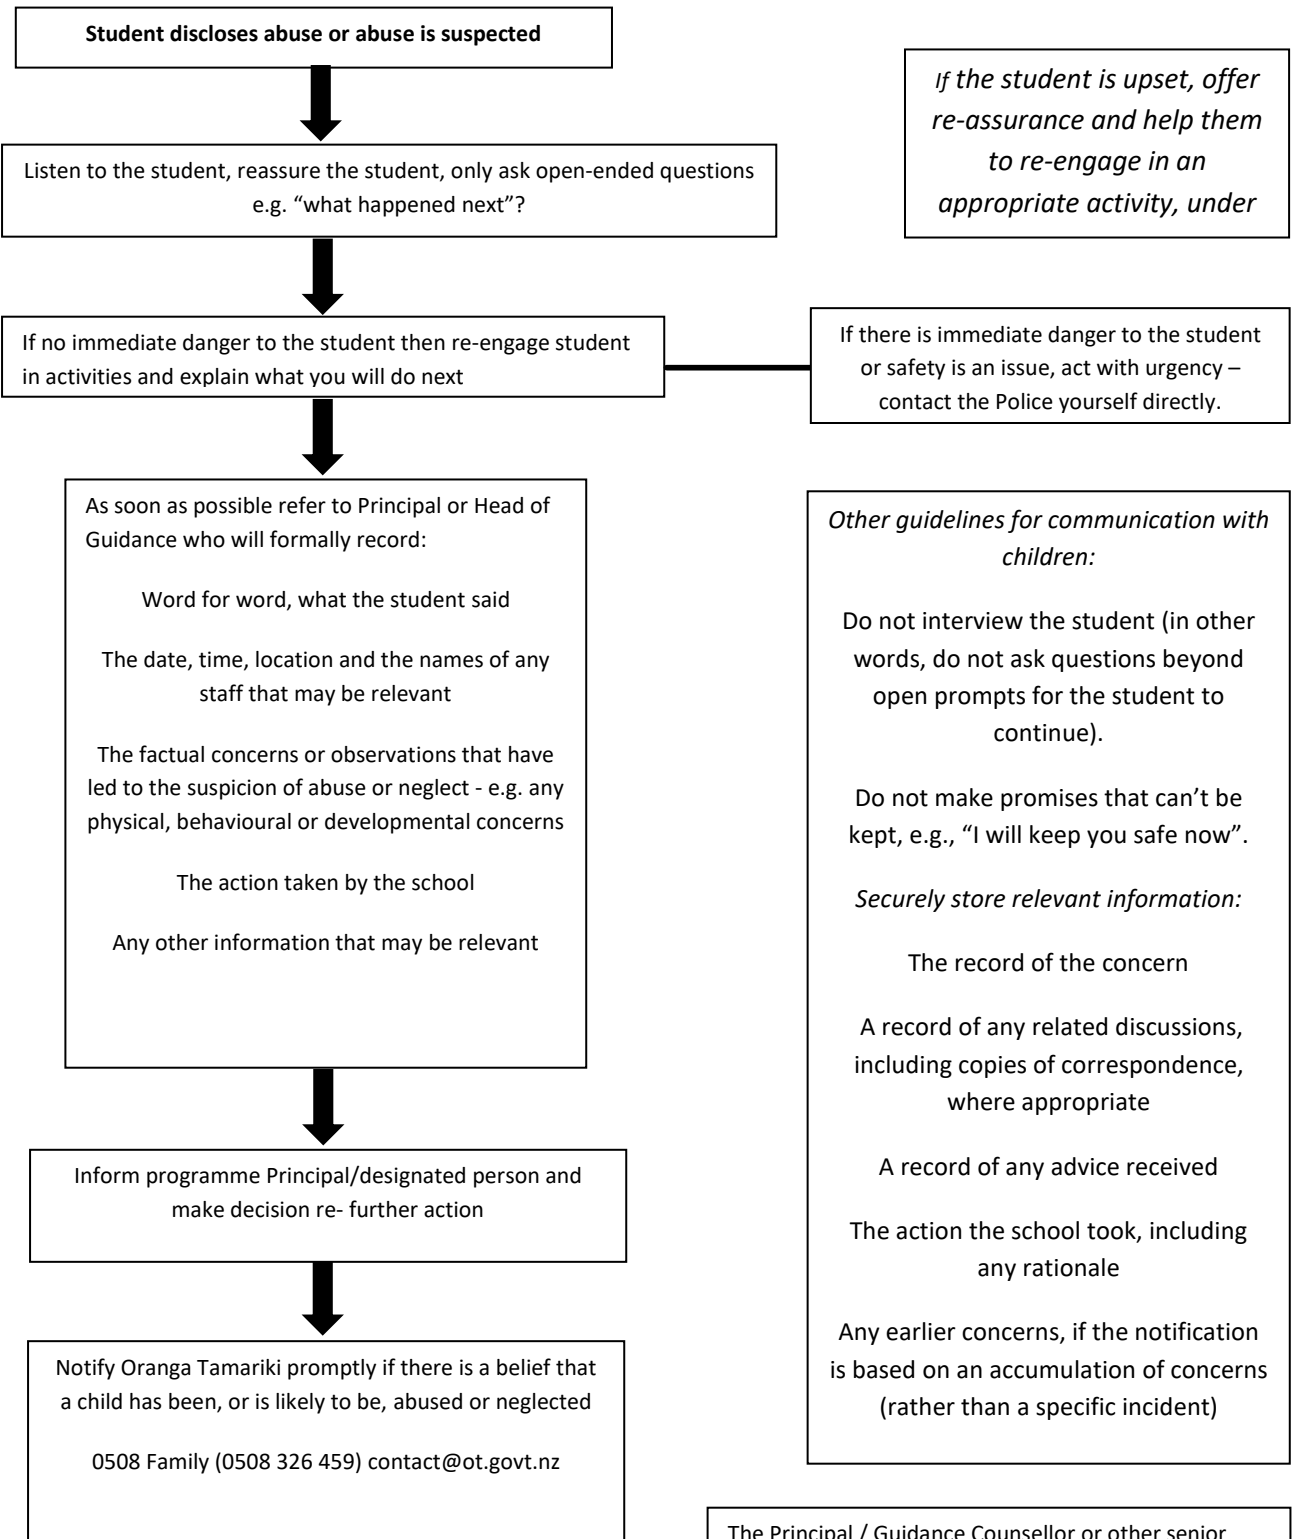 Student discloses abuse or abuse is suspected
If the student is upset, offer
re-assurance and help them
to re-engage in an
appropriate activity, under
Listen to the student, reassure the student, only ask open-ended questions
e.g. “what happened next”?
If no immediate danger to the student then re-engage student
in activities and explain what you will do next
If there is immediate danger to the student
or safety is an issue, act with urgency –
contact the Police yourself directly.
As soon as possible refer to Principal or Head of
Guidance who will formally record:
Word for word, what the student said
The date, time, location and the names of any
staff that may be relevant
The factual concerns or observations that have
led to the suspicion of abuse or neglect - e.g. any
physical, behavioural or developmental concerns
The action taken by the school
Any other information that may be relevant
Other guidelines for communication with
children:
Do not interview the student (in other
words, do not ask questions beyond
open prompts for the student to
continue).
Do not make promises that can’t be
kept, e.g., “I will keep you safe now”.
Securely store relevant information:
The record of the concern
A record of any related discussions,
including copies of correspondence,
where appropriate
A record of any advice received
The action the school took, including
any rationale
Any earlier concerns, if the notification
is based on an accumulation of concerns
(rather than a specific incident)
Inform programme Principal/designated person and
make decision re- further action
Notify Oranga Tamariki promptly if there is a belief that
a child has been, or is likely to be, abused or neglected
0508 Family (0508 326 459) contact@ot.govt.nz
The Principal / Guidance Counsellor or other senior